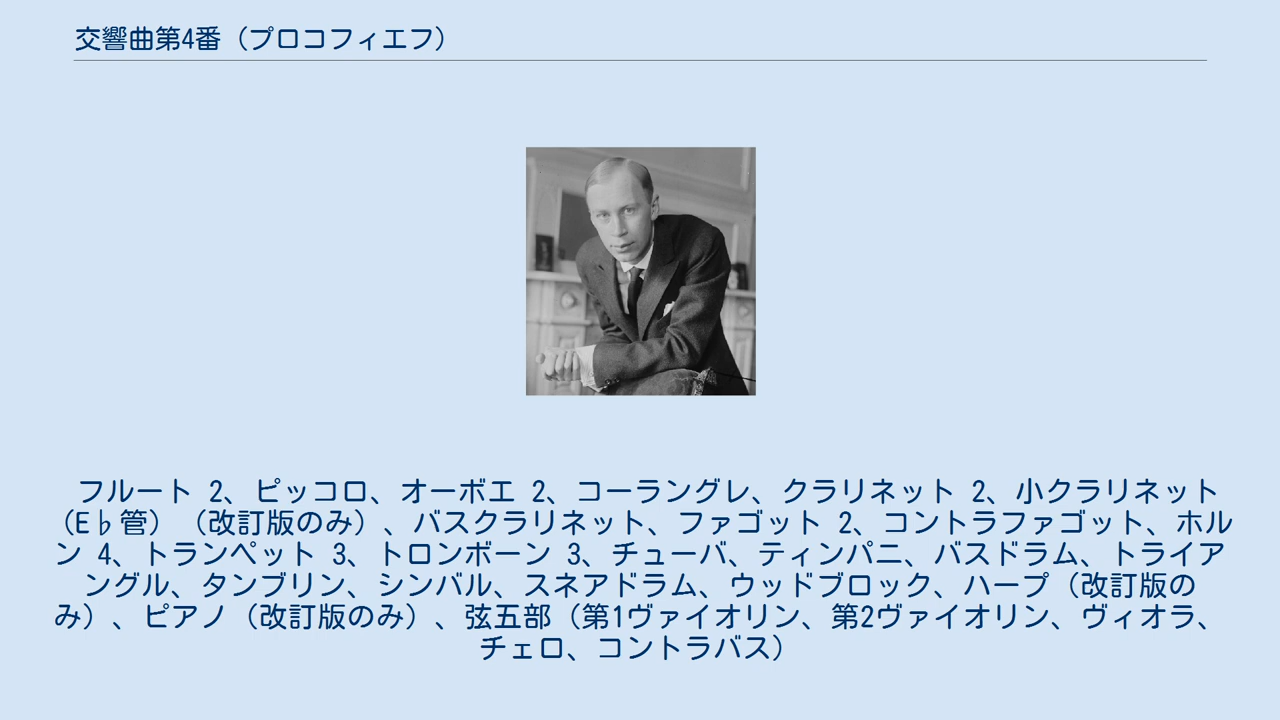 交響曲第4番（プロコフィエフ）
フルート 2、ピッコロ、オーボエ 2、コーラングレ、クラリネット 2、小クラリネット
（E♭管）（改訂版のみ）、バスクラリネット、ファゴット 2、コントラファゴット、ホル
ン 4、トランペット 3、トロンボーン 3、チューバ、ティンパニ、バスドラム、トライア
ングル、タンブリン、シンバル、スネアドラム、ウッドブロック、ハープ（改訂版の
み）、ピアノ（改訂版のみ）、弦五部（第1ヴァイオリン、第2ヴァイオリン、ヴィオラ、
チェロ、コントラバス）